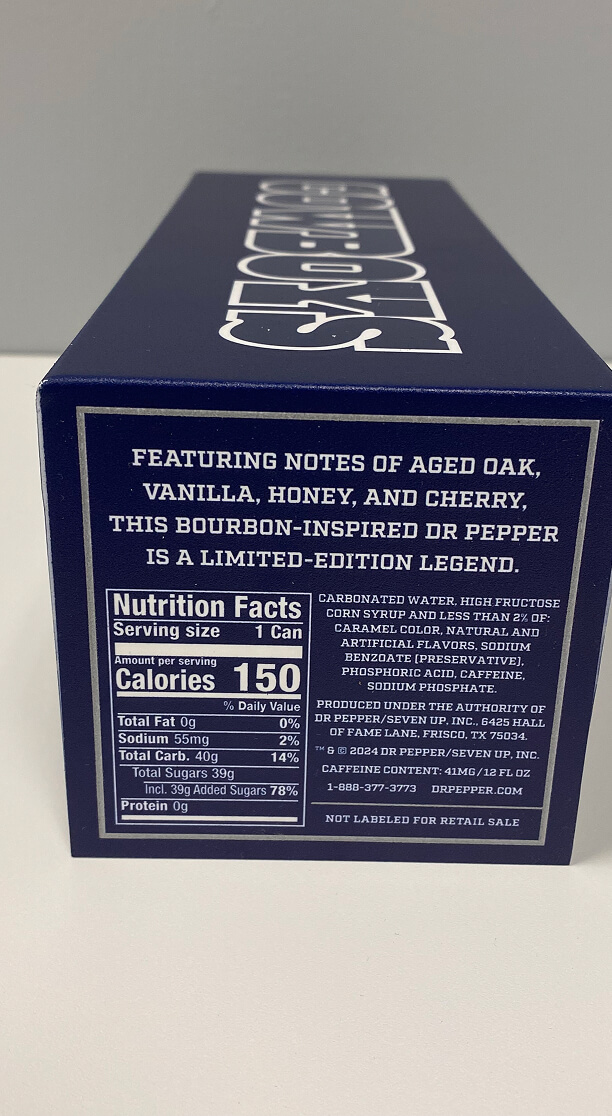 COWBOYS
FEATURING NOTES OF AGED OAK,
VANILLA, HONEY, AND CHERRY,
THIS BOURBON-INSPIRED DR PEPPER
IS A LIMITED-EDITION LEGEND.
Nutrition Facts
Serving size 1 Can
Amount per serving
Calories 150
% Daily Value
Total Fat 0g 0%
Sodium 55mg 2%
Total Carb. 40g 14%
Total Sugars 39g
Incl. 39g Added Sugars 78%
Protein 0g
CARBONATED WATER, HIGH FRUCTOSE
CORN SYRUP AND LESS THAN 2% OF:
CARAMEL COLOR, NATURAL AND
ARTIFICIAL FLAVORS, SODIUM
BENZOATE (PRESERVATIVE),
PHOSPHORIC ACID, CAFFEINE,
SODIUM PHOSPHATE.
PRODUCED UNDER THE AUTHORITY OF
DR PEPPER/SEVEN UP, INC., 6425 HALL
OF FAME LANE, FRISCO, TX 75034.
™ & © 2024 DR PEPPER/SEVEN UP, INC.
CAFFEINE CONTENT: 41MG/12 FL OZ
1-888-377-3773 DRPEPPER.COM
NOT LABELED FOR RETAIL SALE